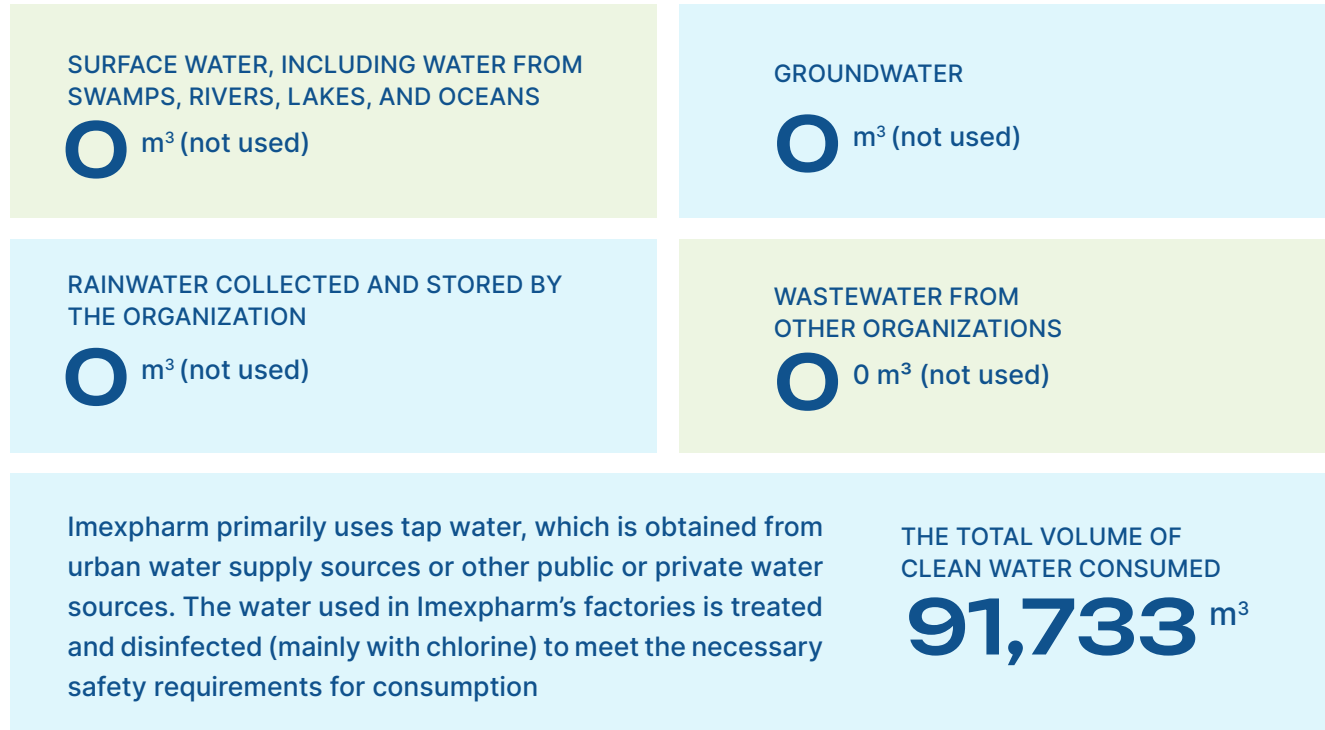 SURFACE WATER, INCLUDING WATER FROM
SWAMPS, RIVERS, LAKES, AND OCEANS
0 m³ (not used)
GROUNDWATER
0 m³ (not used)
RAINWATER COLLECTED AND STORED BY
THE ORGANIZATION
0 m³ (not used)
WASTEWATER FROM
OTHER ORGANIZATIONS
0 0 m³ (not used)
Imexpharm primarily uses tap water, which is obtained from
urban water supply sources or other public or private water
sources. The water used in Imexpharm’s factories is treated
and disinfected (mainly with chlorine) to meet the necessary
safety requirements for consumption
THE TOTAL VOLUME OF
CLEAN WATER CONSUMED
91,733 m³